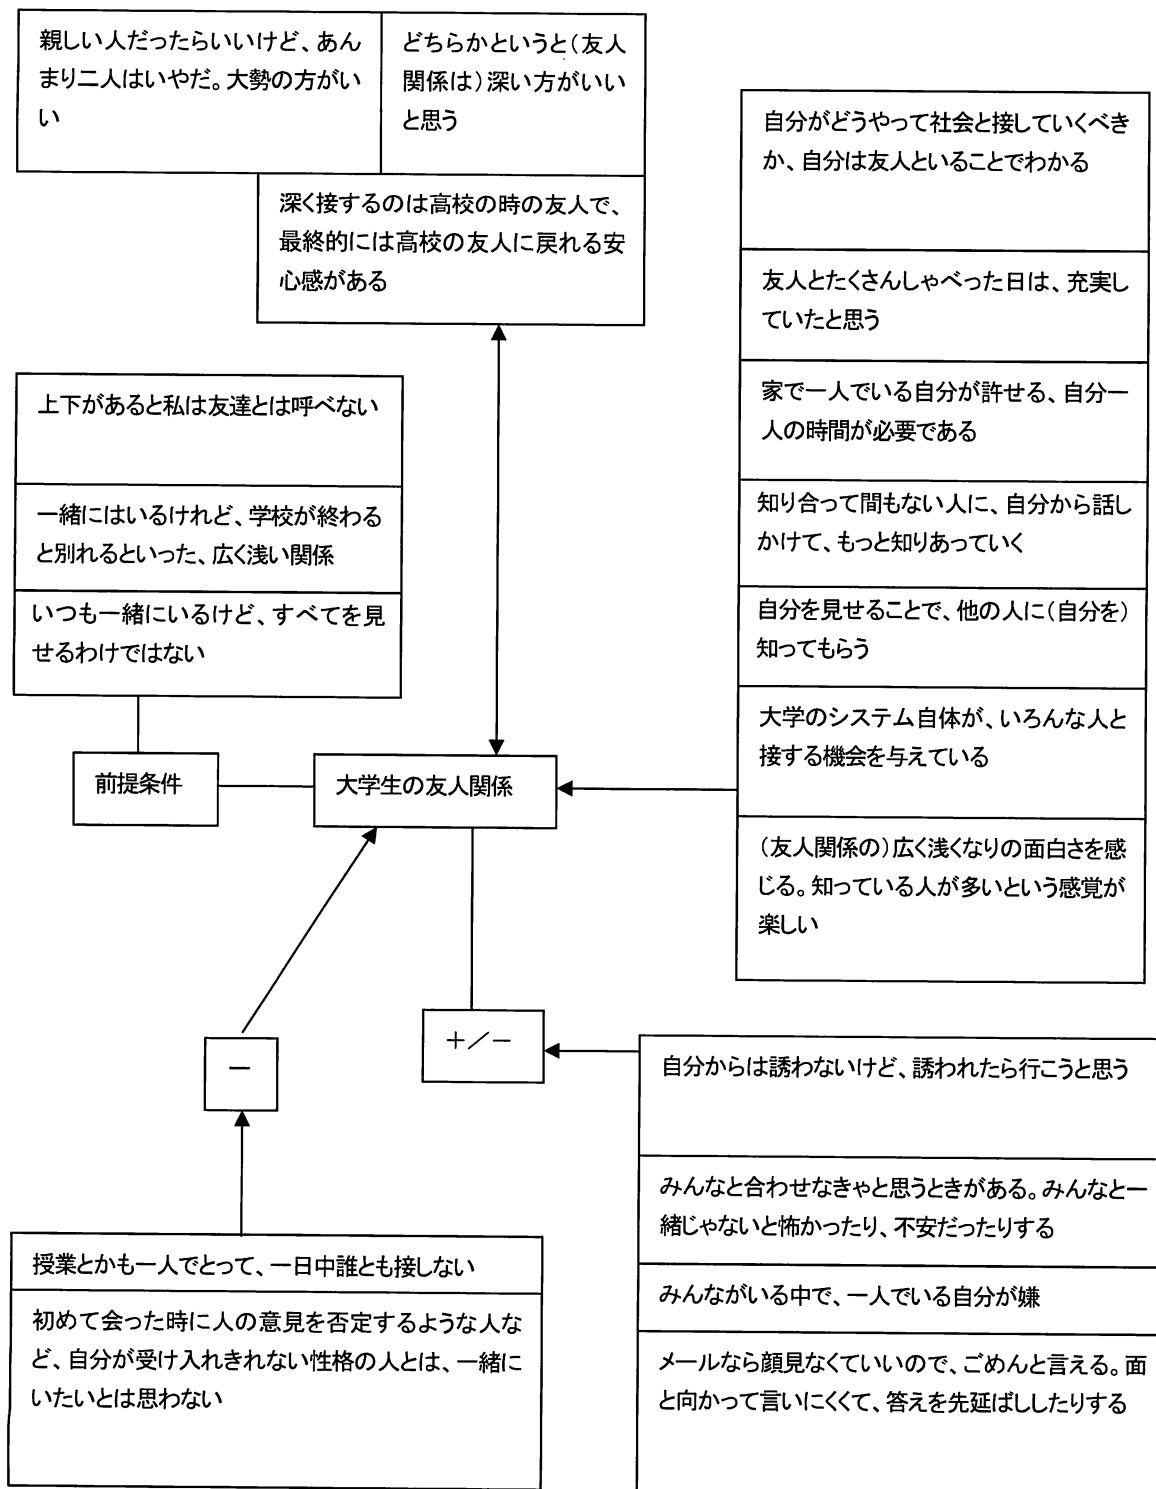 親しい人だったらいいけど、あん
まり二人はいやだ。大勢の方がい
い
どちらかというと（友人
関係は）深い方がいい
と思う
深く接するのは高校の時の友人で、
最終的には高校の友人に戻れる安
心感がある
自分がどうやって社会と接していくべき
か、自分は友人といることでわかる
友人とたくさんしゃべった日は、充実し
ていたと思う
家で一人でいる自分が許せる、自分一
人の時間が必要である
知り合って間もない人に、自分から話し
かけて、もっと知りあっていく
自分を見せることで、他の人に（自分を）
知ってもらう
大学のシステム自体が、いろんな人と
接する機会を与えている
（友人関係の）広く浅くなりの面白さを感
じる。知っている人が多いという感覚が
楽しい
上下があると私は友達とは呼べない
一緒にはいるけれど、学校が終わる
と別れるといった、広く浅い関係
いつも一緒にいるけど、すべてを見
せるわけではない
前提条件
大学生の友人関係
－
＋／－
自分からは誘わないけど、誘われたら行こうと思う
みんなと合わせなきゃと思うときがある。みんなと一
緒じゃないと怖かったり、不安だったりする
みんながいる中で、一人でいる自分が嫌
メールなら顔見なくていいので、ごめんと言える。面
と向かって言いにくくて、答えを先延ばししたりする
授業とかも一人でとって、一日中誰とも接しない
初めて会った時に人の意見を否定するような人な
ど、自分が受け入れきれない性格の人とは、一緒に
いたいとは思わない